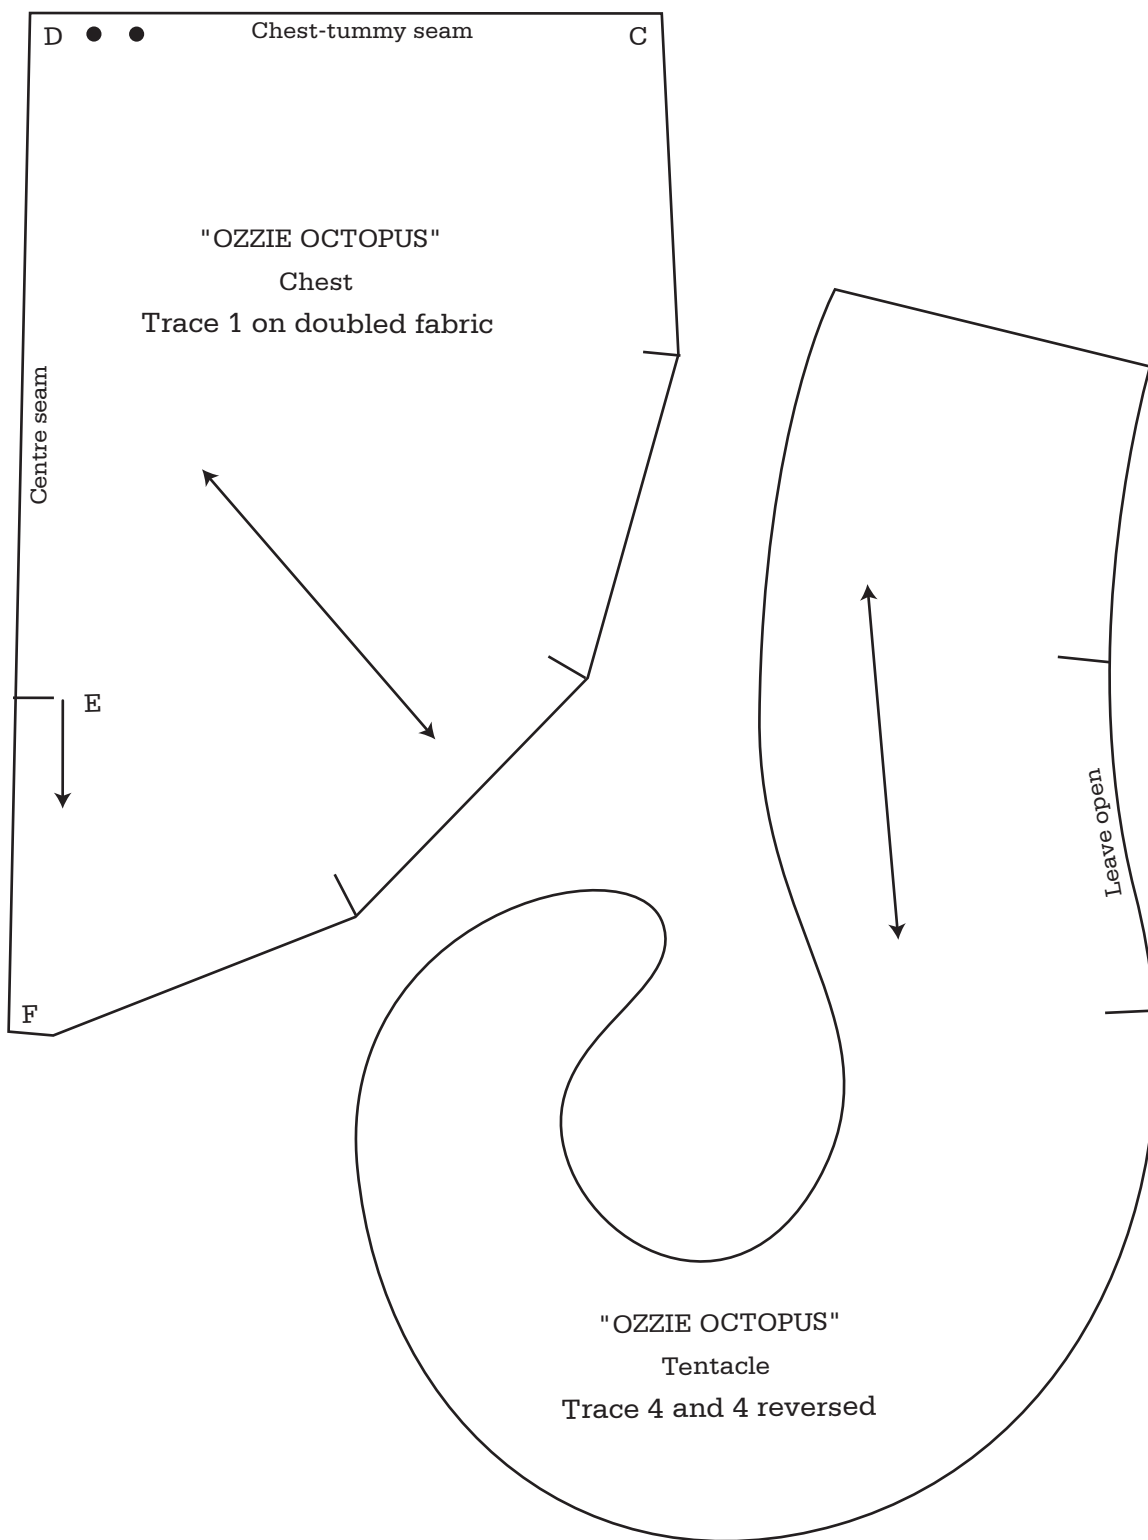 D
Chest-tummy seam
C
"OZZIE OCTOPUS"
Chest
Trace 1 on doubled fabric
Centre seam
E
Leave open
F
"OZZIE OCTOPUS"
Tentacle
Trace 4 and 4 reversed